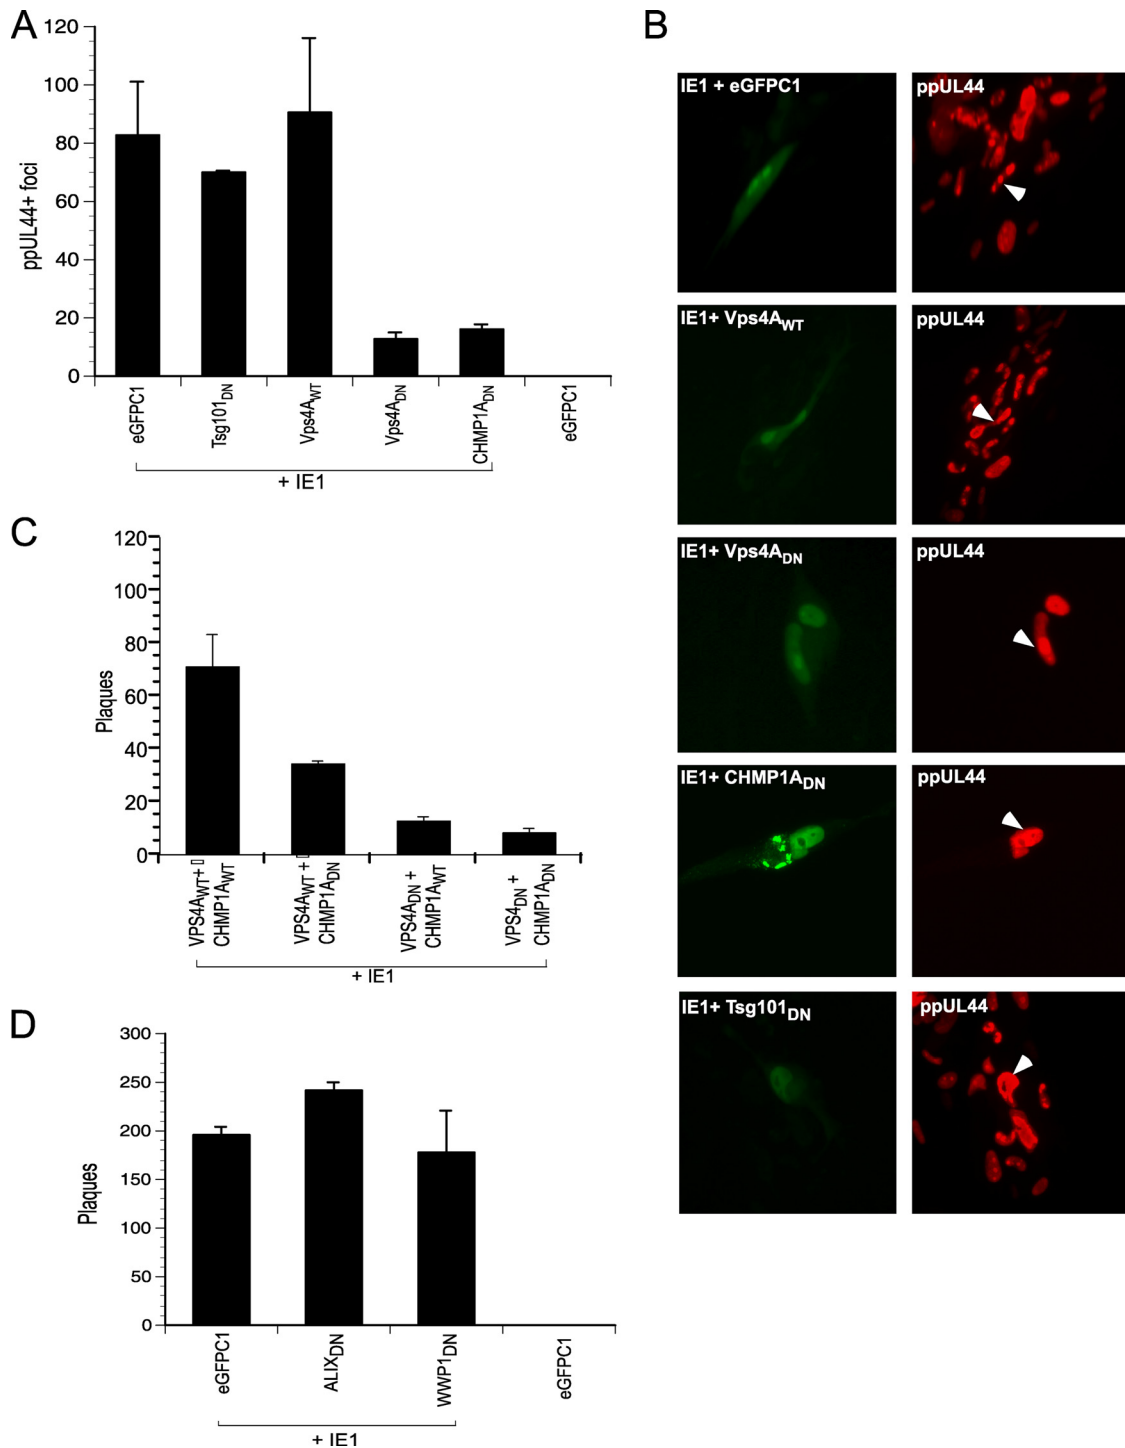 A
120
100
80
60
40
20
0
ppUL44+ foci
eGFPC1
Tsg101DN
Vps4AWT
Vps4ADN
CHMP1ADN
eGFPC1
+ IE1
B
IE1 + eGFPC1
ppUL44
IE1+ Vps4AWT
ppUL44
IE1+ Vps4ADN
ppUL44
IE1+ CHMP1ADN
ppUL44
IE1+ Tsg101DN
ppUL44
C
120
100
80
60
40
20
0
Plaques
VPS4AWT+
CHMP1AWT
VPS4AWT +
CHMP1ADN
VPS4ADN +
CHMP1AWT
VPS4DN +
CHMP1ADN
+ IE1
D
300
250
200
150
100
50
0
Plaques
eGFPC1
ALIXDN
WWP1DN
eGFPC1
+ IE1